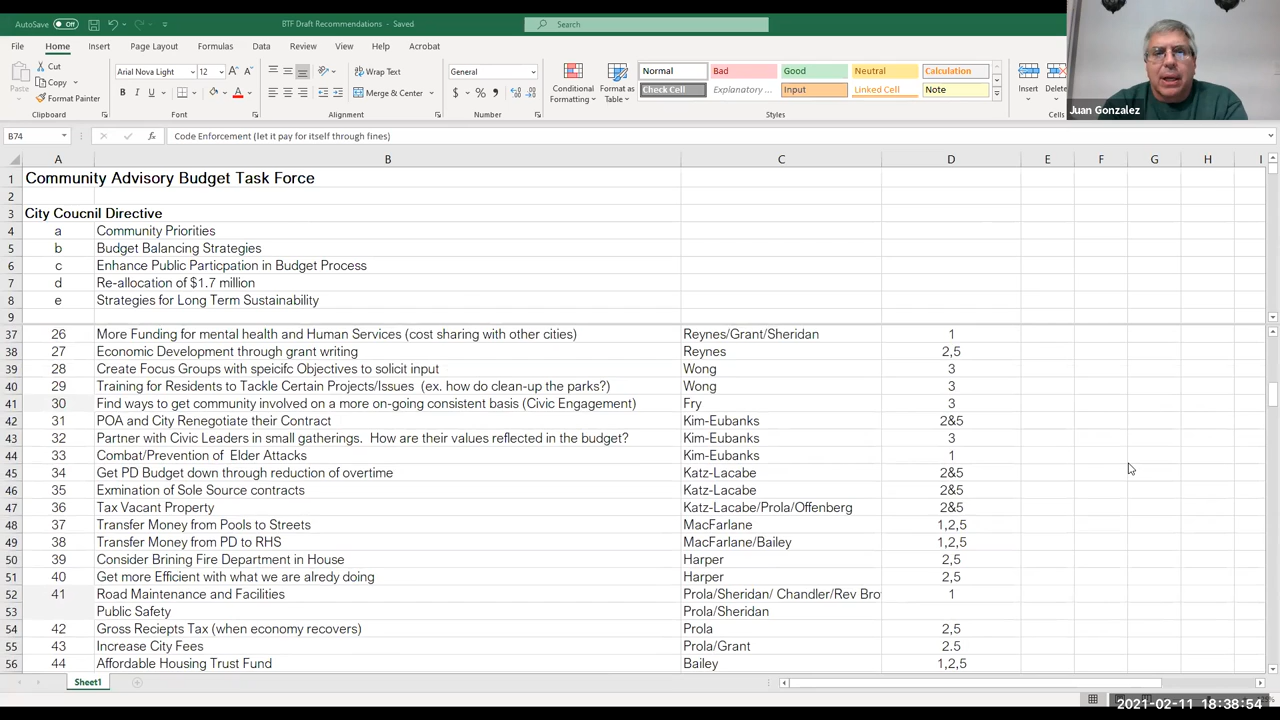 AutoSave Off BTF Draft Recommendations - Saved Search
File Home Insert Page Layout Formulas Data Review View Help Acrobat
Paste Cut Copy Format Painter Clipboard
Arial Nova Light 12 A A B I U A Font
Wrap Text Merge & Center Alignment
General $ % , Number
Conditional Formatting Format as Table
Normal Bad Good Neutral Calculation
Check Cell Explanatory ... Input Linked Cell Note
Styles
Insert Delete Cells
Juan Gonzalez
B74 fx Code Enforcement (let it pay for itself through fines)
A B C D E F G H I
1 Community Advisory Budget Task Force
2
3 City Coucnil Directive
4 a Community Priorities
5 b Budget Balancing Strategies
6 c Enhance Public Particpation in Budget Process
7 d Re-allocation of $1.7 million
8 e Strategies for Long Term Sustainability
9
37 26 More Funding for mental health and Human Services (cost sharing with other cities) Reynes/Grant/Sheridan 1
38 27 Economic Development through grant writing Reynes 2,5
39 28 Create Focus Groups with speicifc Objectives to solicit input Wong 3
40 29 Training for Residents to Tackle Certain Projects/Issues (ex. how do clean-up the parks?) Wong 3
41 30 Find ways to get community involved on a more on-going consistent basis (Civic Engagement) Fry 3
42 31 POA and City Renegotiate their Contract Kim-Eubanks 2&5
43 32 Partner with Civic Leaders in small gatherings. How are their values reflected in the budget? Kim-Eubanks 3
44 33 Combat/Prevention of Elder Attacks Kim-Eubanks 1
45 34 Get PD Budget down through reduction of overtime Katz-Lacabe 2&5
46 35 Exmination of Sole Source contracts Katz-Lacabe 2&5
47 36 Tax Vacant Property Katz-Lacabe/Prola/Offenberg 2&5
48 37 Transfer Money from Pools to Streets MacFarlane 1,2,5
49 38 Transfer Money from PD to RHS MacFarlane/Bailey 1,2,5
50 39 Consider Brining Fire Department in House Harper 2,5
51 40 Get more Efficient with what we are alredy doing Harper 2,5
52 41 Road Maintenance and Facilities Prola/Sheridan/ Chandler/Rev Bro 1
53 Public Safety Prola/Sheridan
54 42 Gross Reciepts Tax (when economy recovers) Prola 2,5
55 43 Increase City Fees Prola/Grant 2.5
56 44 Affordable Housing Trust Fund Bailey 1,2,5
Sheet1
2021-02-11 18:38:54